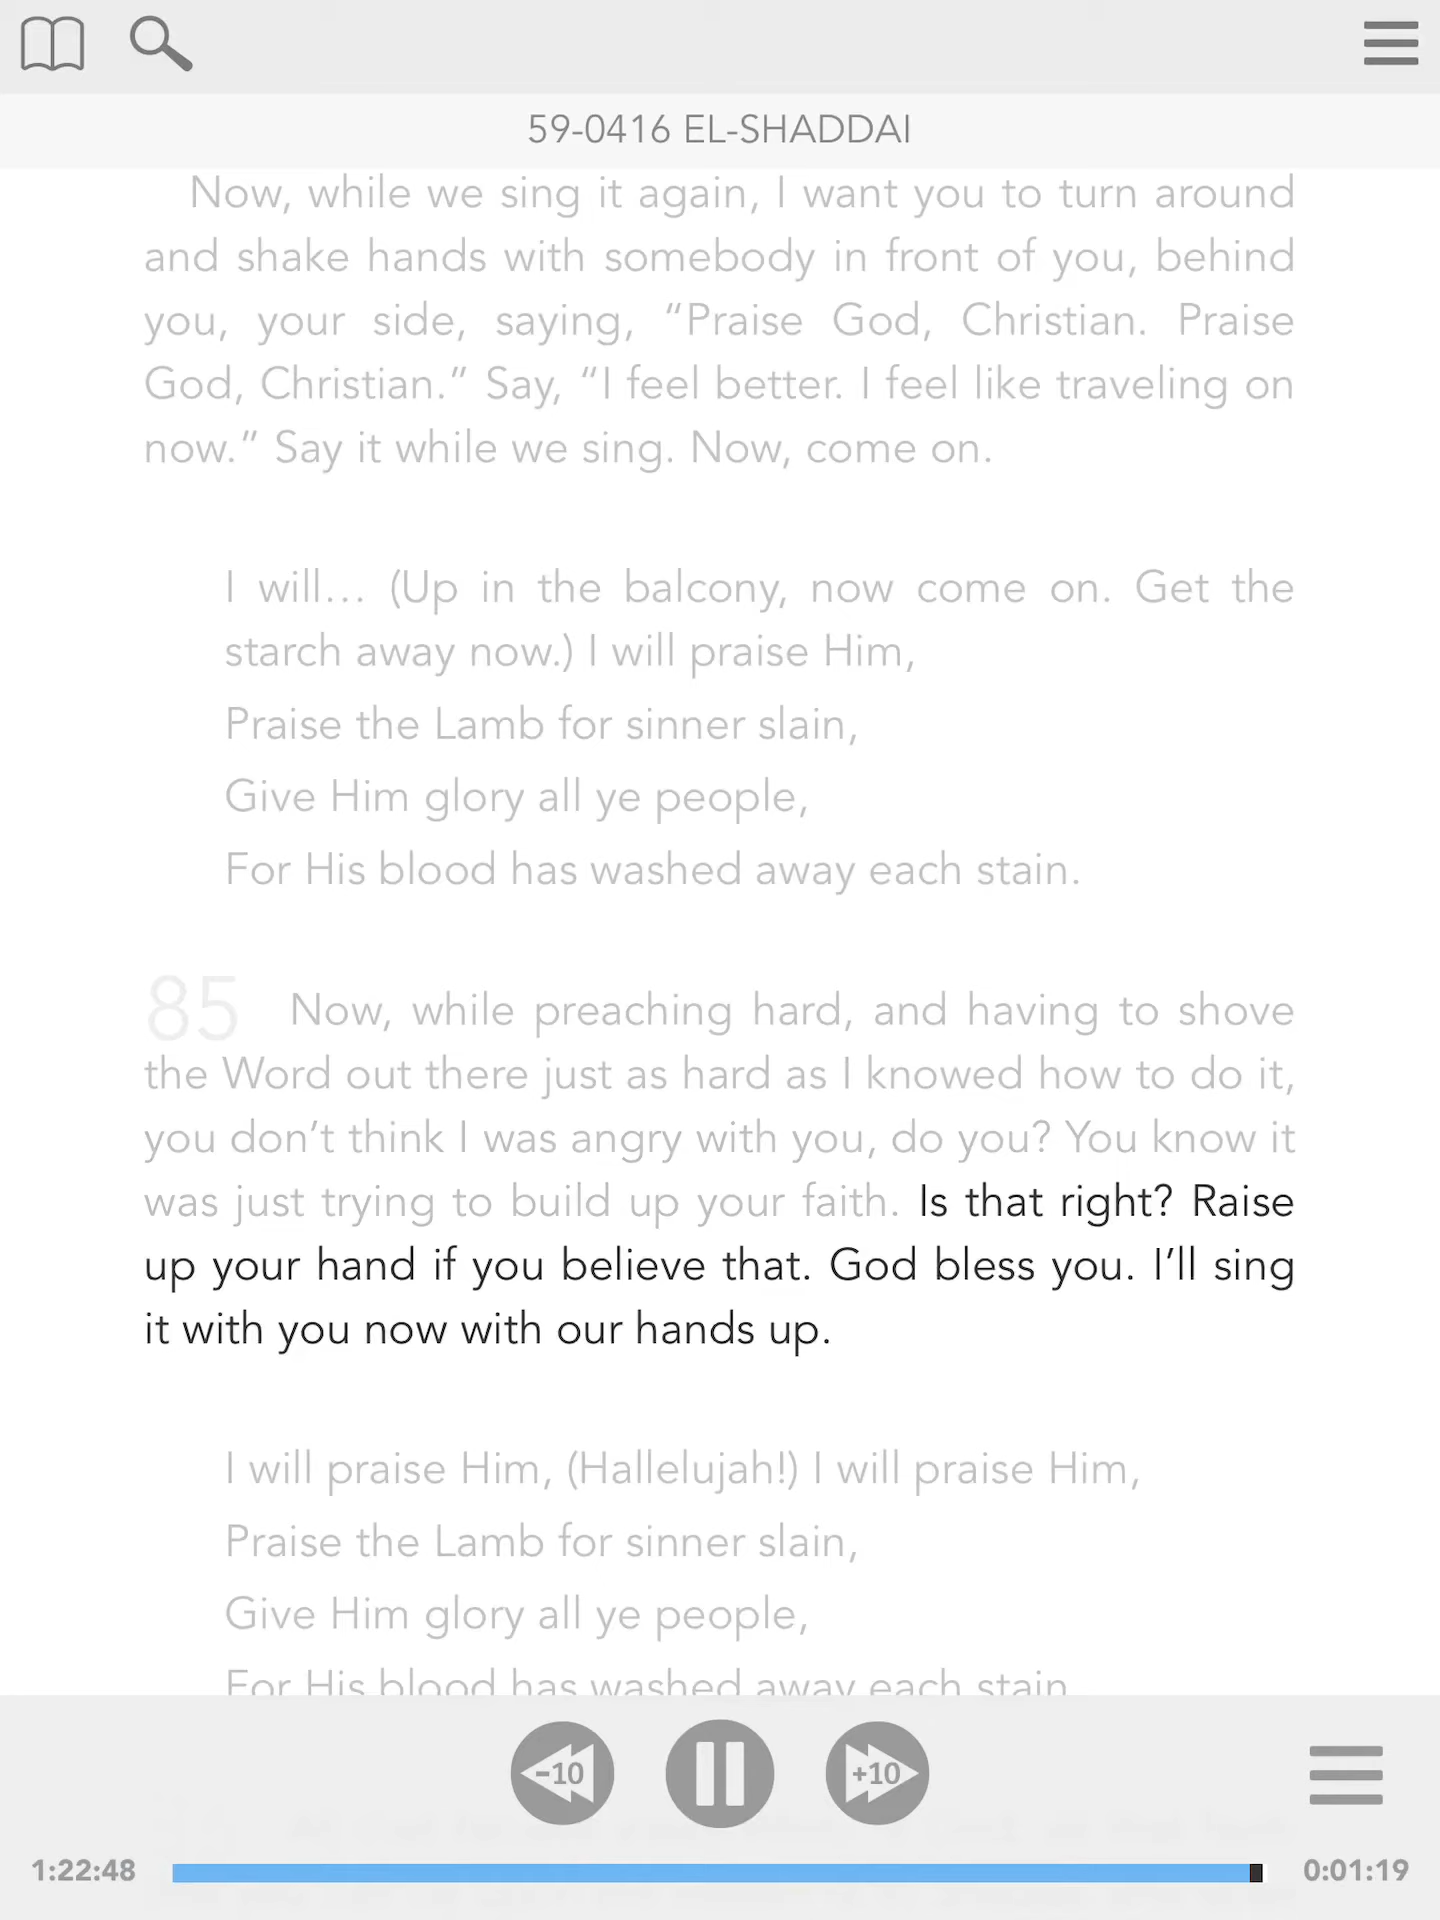 59-0416 EL-SHADDAI
Now, while we sing it again, I want you to turn around
and shake hands with somebody in front of you, behind
you, your side, saying, “Praise God, Christian. Praise
God, Christian.” Say, “I feel better. I feel like traveling on
now.” Say it while we sing. Now, come on.
I will… (Up in the balcony, now come on. Get the
starch away now.) I will praise Him,
Praise the Lamb for sinner slain,
Give Him glory all ye people,
For His blood has washed away each stain.
85 Now, while preaching hard, and having to shove
the Word out there just as hard as I knowed how to do it,
you don’t think I was angry with you, do you? You know it
was just trying to build up your faith. Is that right? Raise
up your hand if you believe that. God bless you. I’ll sing
it with you now with our hands up.
I will praise Him, (Hallelujah!) I will praise Him,
Praise the Lamb for sinner slain,
Give Him glory all ye people,
For His blood has washed away each stain
-10 +10
1:22:48 0:01:19